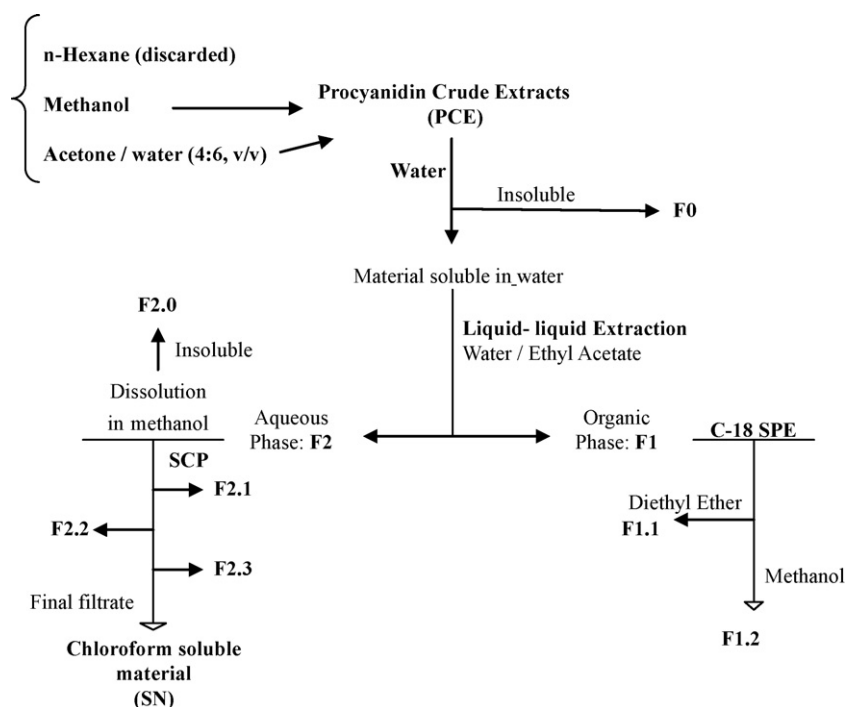 n-Hexane (discarded)
Methanol
Acetone / water (4:6, v/v)
Procyanidin Crude Extracts
(PCE)
Water
Insoluble
F0
Material soluble in water
Liquid- liquid Extraction
Water / Ethyl Acetate
F2.0
Insoluble
Dissolution
in methanol
Aqueous
Phase: F2
Organic
Phase: F1
C-18 SPE
SCP
F2.1
F2.2
F2.3
Final filtrate
Chloroform soluble
material
(SN)
Diethyl Ether
F1.1
Methanol
F1.2